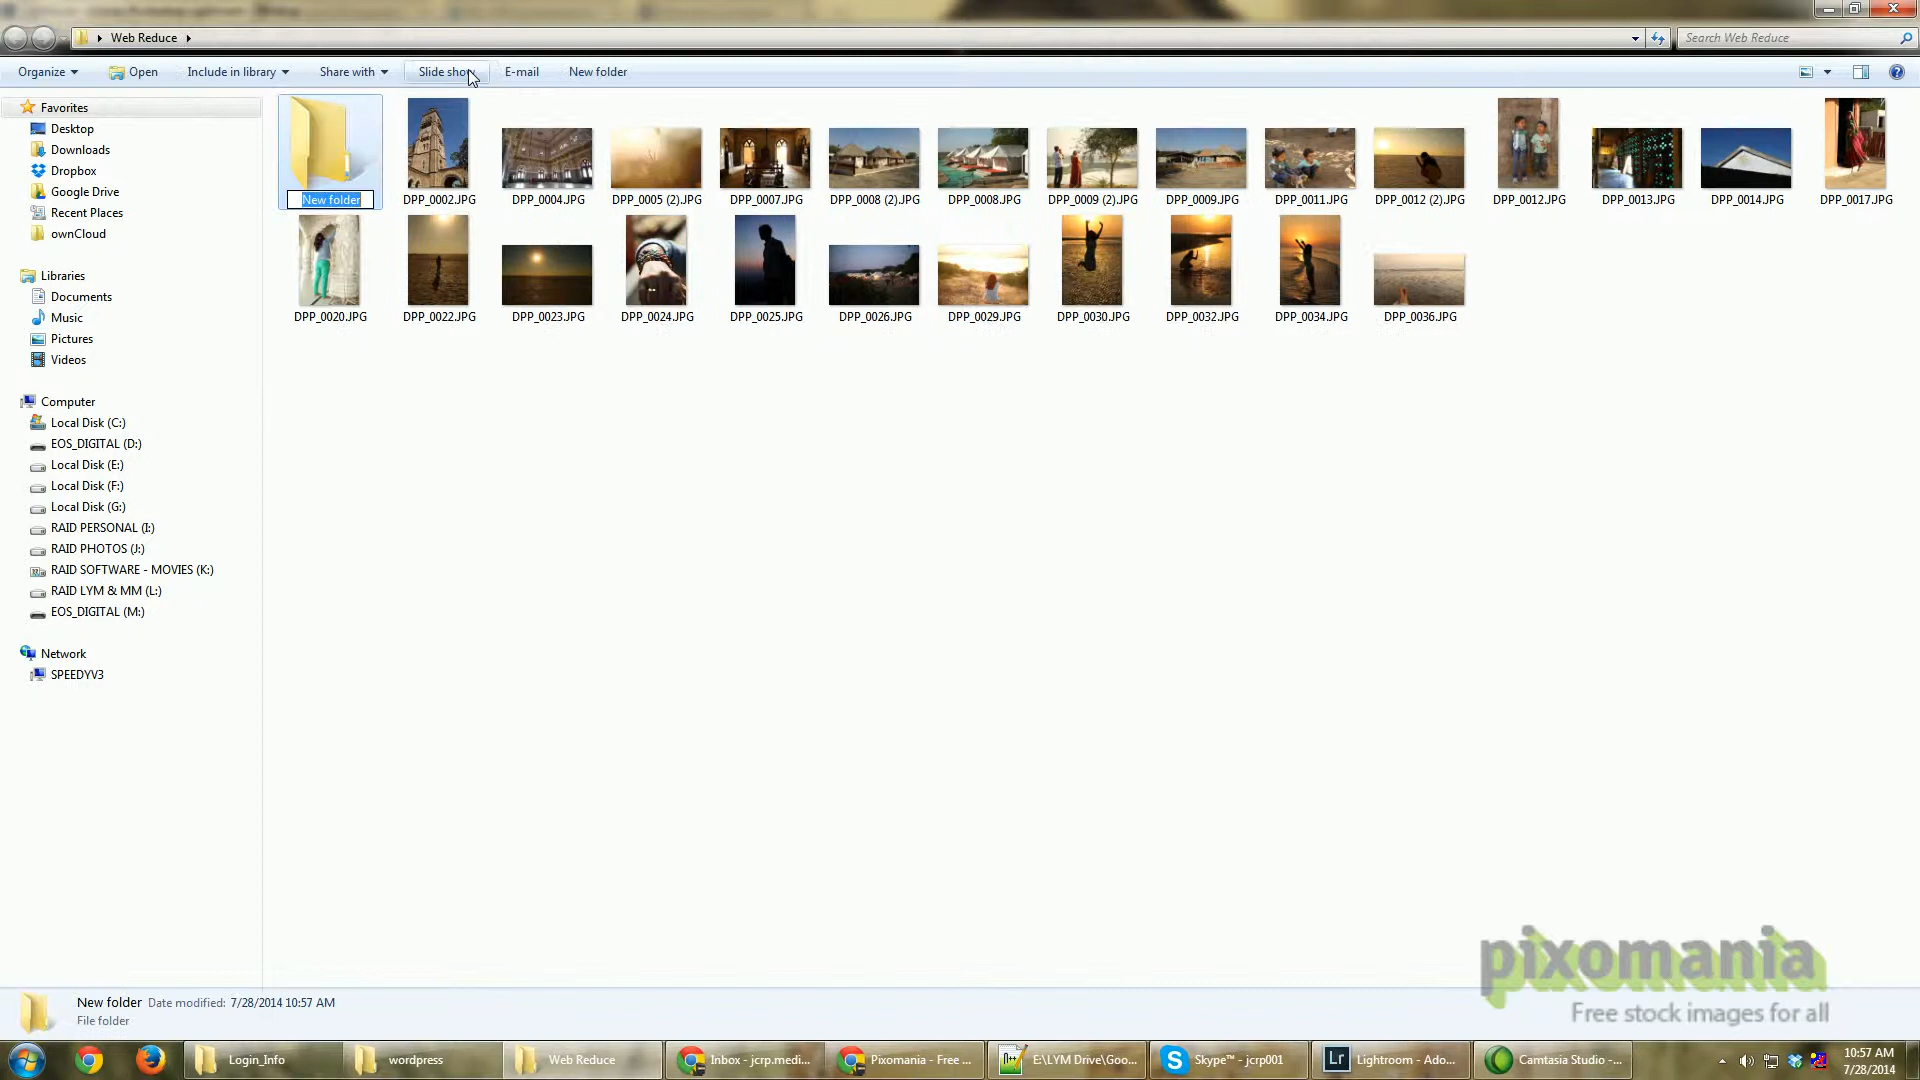 Web Reduce
Search Web Reduce
Organize
Open
Include in library
Share with
Slide show
E-mail
New folder
Favorites
Desktop
Downloads
Dropbox
Google Drive
Recent Places
ownCloud
Libraries
Documents
Music
Pictures
Videos
Computer
Local Disk (C:)
EOS_DIGITAL (D:)
Local Disk (E:)
Local Disk (F:)
Local Disk (G:)
RAID PERSONAL (I:)
RAID PHOTOS (J:)
RAID SOFTWARE - MOVIES (K:)
RAID LYM & MM (L:)
EOS_DIGITAL (M:)
Network
SPEEDYV3
New folder
DPP_0002.JPG
DPP_0004.JPG
DPP_0005 (2).JPG
DPP_0007.JPG
DPP_0008 (2).JPG
DPP_0008.JPG
DPP_0009 (2).JPG
DPP_0009.JPG
DPP_0011.JPG
DPP_0012 (2).JPG
DPP_0012.JPG
DPP_0013.JPG
DPP_0014.JPG
DPP_0017.JPG
DPP_0020.JPG
DPP_0022.JPG
DPP_0023.JPG
DPP_0024.JPG
DPP_0025.JPG
DPP_0026.JPG
DPP_0029.JPG
DPP_0030.JPG
DPP_0032.JPG
DPP_0034.JPG
DPP_0036.JPG
pixomania
Free stock images for all
New folder Date modified: 7/28/2014 10:57 AM
File folder
Login_Info
wordpress
Web Reduce
Inbox - jcrp.medi...
Pixomania - Free ...
E:\LYM Drive\Goo...
Skype™ - jcrp001
Lightroom - Ado...
Camtasia Studio -...
10:57 AM
7/28/2014